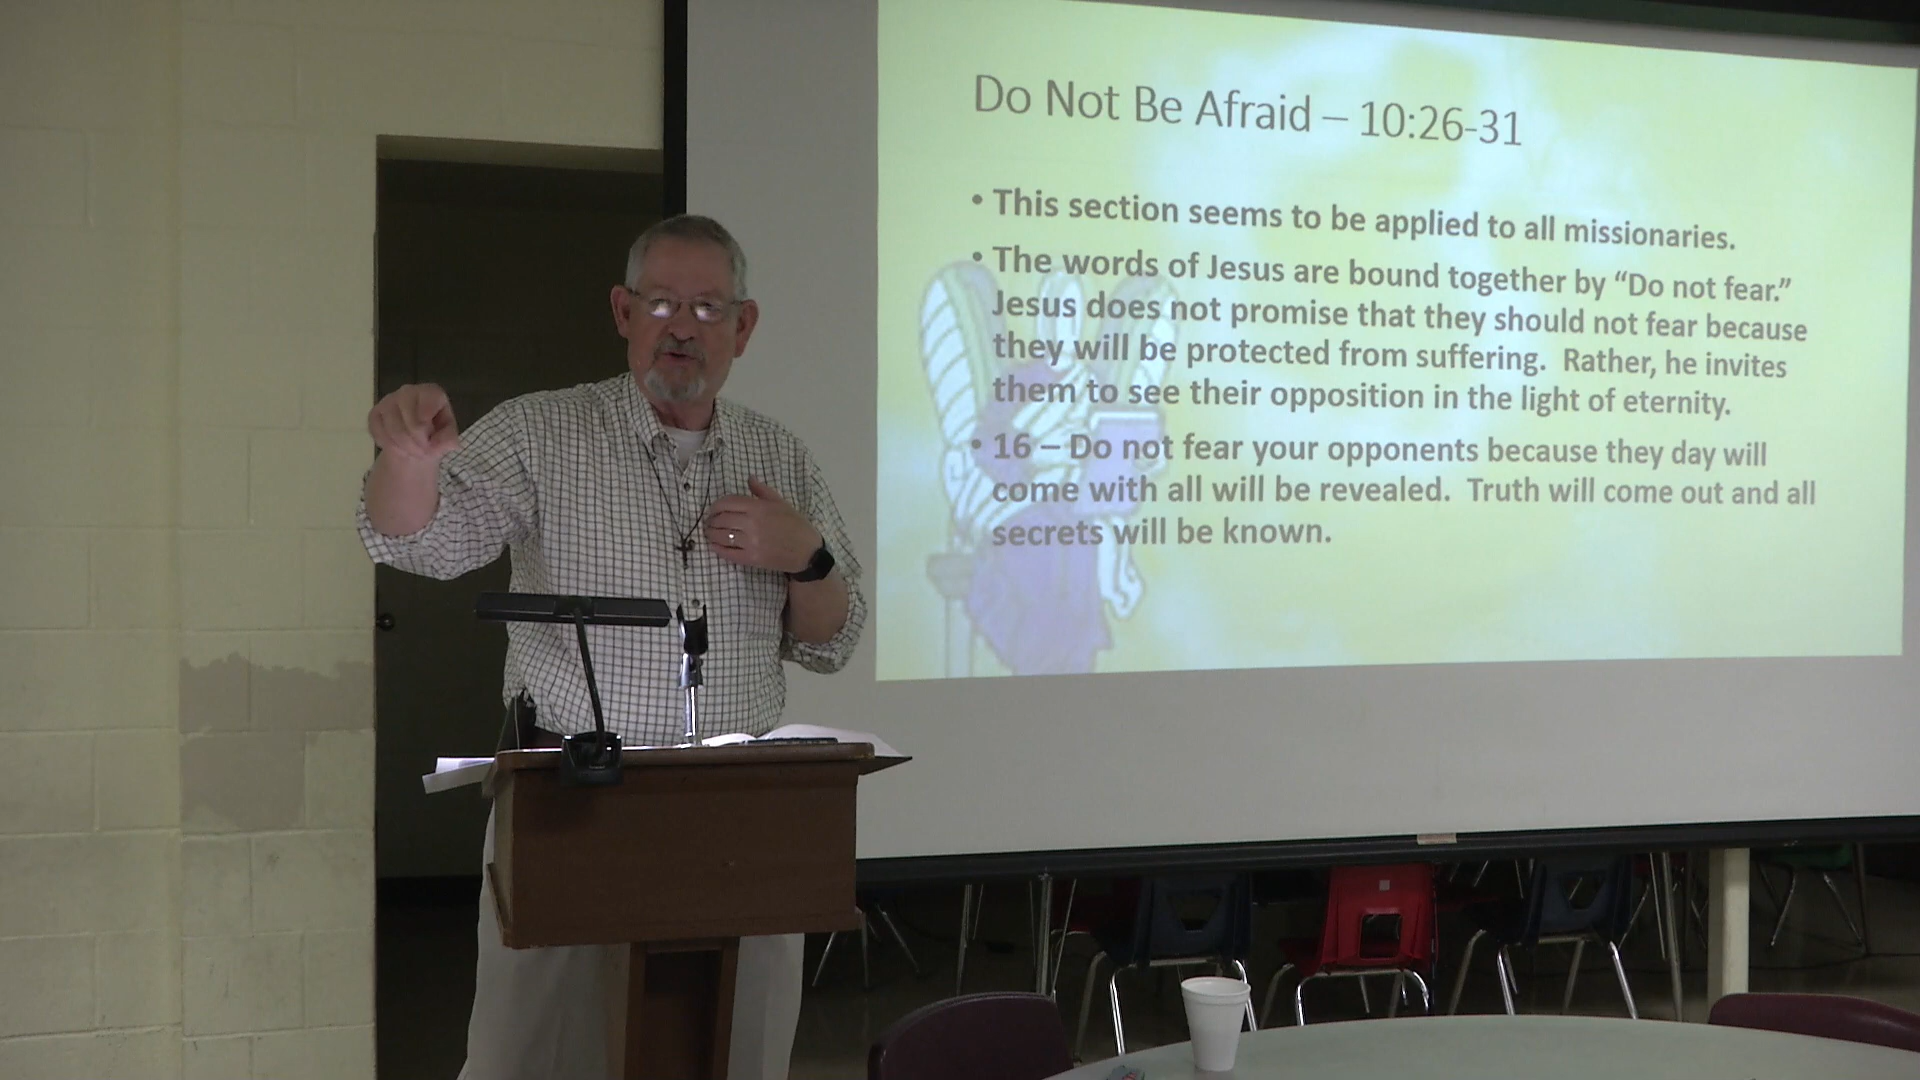 Do Not Be Afraid – 10:26-31
• This section seems to be applied to all missionaries.
• The words of Jesus are bound together by “Do not fear.”
Jesus does not promise that they should not fear because
they will be protected from suffering.  Rather, he invites
them to see their opposition in the light of eternity.
• 16 – Do not fear your opponents because they day will
come with all will be revealed.  Truth will come out and all
secrets will be known.